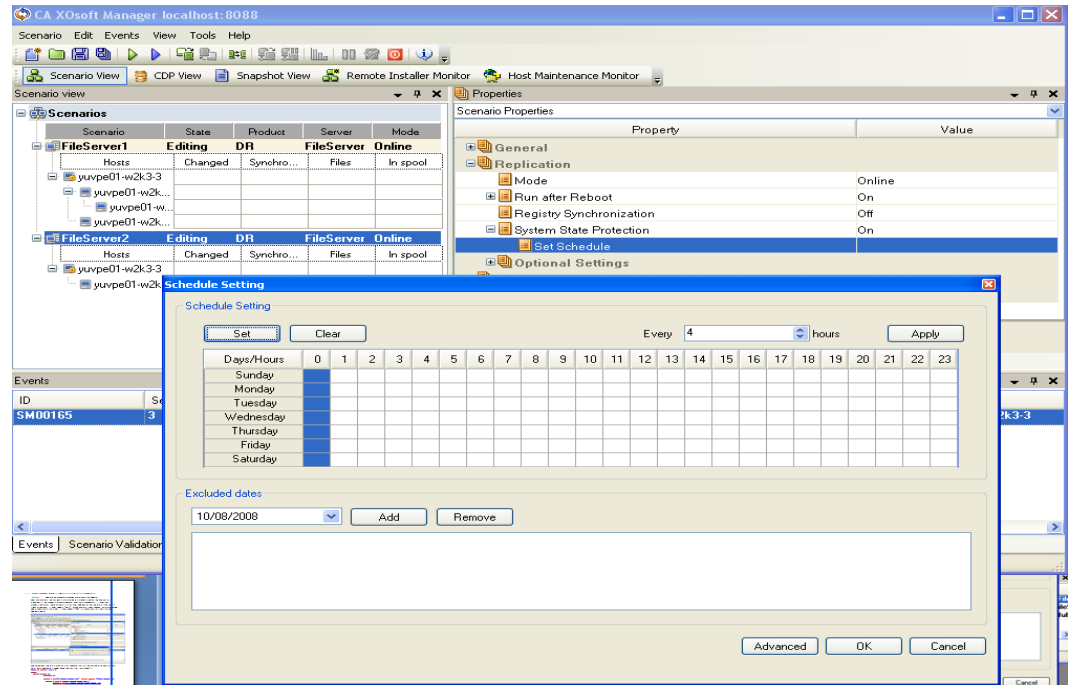 CA XOsoft Manager localhost:8088
Scenario Edit Events View Tools Help
Scenario View CDP View Snapshot View Remote Installer Monitor Host Maintenance Monitor
Scenario view
Scenarios
Scenario State Product Server Mode
FileServer1 Editing DR FileServer Online
Hosts Changed Synchro... Files In spool
yuvpe01-w2k3-3
yuvpe01-w2k...
yuvpe01-w...
yuvpe01-w2k...
FileServer2 Editing DR FileServer Online
Hosts Changed Synchro... Files In spool
yuvpe01-w2k3-3
yuvpe01-w2k
Properties
Scenario Properties
Property Value
General
Replication
Mode Online
Run after Reboot On
Registry Synchronization Off
System State Protection On
Set Schedule
Optional Settings
Schedule Setting
Schedule Setting
Set Clear Every 4 hours Apply
Days/Hours 0 1 2 3 4 5 6 7 8 9 10 11 12 13 14 15 16 17 18 19 20 21 22 23
Sunday
Monday
Tuesday
Wednesday
Thursday
Friday
Saturday
Excluded dates
10/08/2008 Add Remove
Advanced OK Cancel
Events
ID Se
SM00165 3 2k3-3
Events Scenario Validation
Cancel